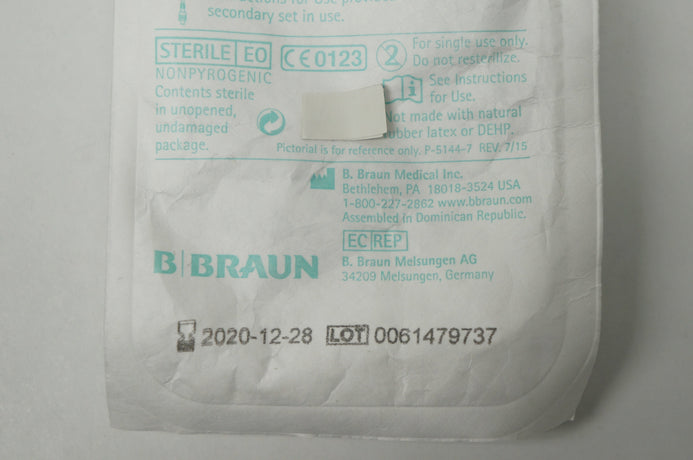 for Use provided
secondary set in use.
STERILE EO
CE 0123
2
For single use only.
Do not resterilize.
NONPYROGENIC
Contents sterile
in unopened,
undamaged
package.
i
See Instructions
for Use.
Not made with natural
rubber latex or DEHP.
Pictorial is for reference only. P-5144-7 REV. 7/15
B. Braun Medical Inc.
Bethlehem, PA 18018-3524 USA
1-800-227-2862 www.bbraun.com
Assembled in Dominican Republic.
EC REP
B. Braun Melsungen AG
34209 Melsungen, Germany
B BRAUN
2020-12-28 LOT 0061479737